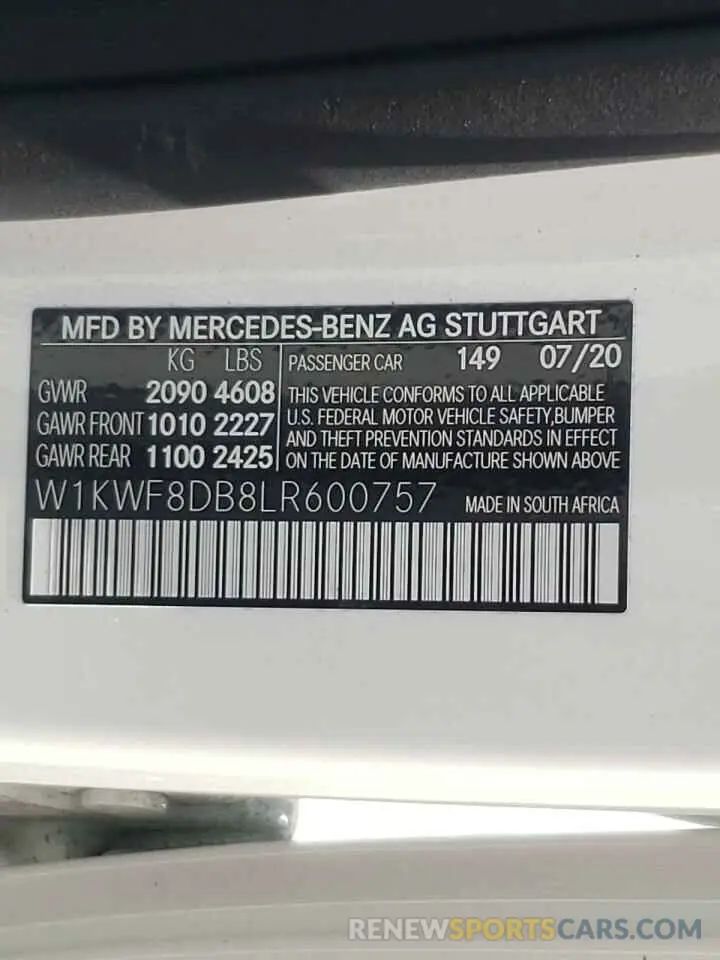 MFD BY MERCEDES-BENZ AG STUTTGART
KG LBS
GVWR 2090 4608
GAWR FRONT 1010 2227
GAWR REAR 1100 2425
PASSENGER CAR 149 07/20
THIS VEHICLE CONFORMS TO ALL APPLICABLE
U.S. FEDERAL MOTOR VEHICLE SAFETY,BUMPER
AND THEFT PREVENTION STANDARDS IN EFFECT
ON THE DATE OF MANUFACTURE SHOWN ABOVE
W1KWF8DB8LR600757 MADE IN SOUTH AFRICA
RENEWSPORTSCARS.COM